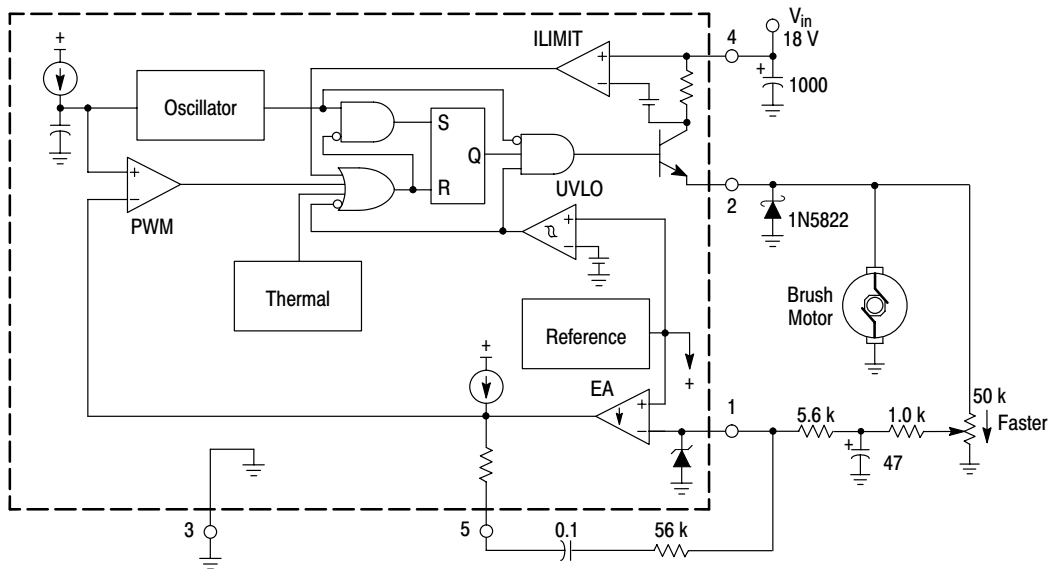 +
Oscillator
ILIMIT
+
−
4
Vin
18 V
+
1000
S
Q
R
+
−
PWM
UVLO
+
−
2
1N5822
Thermal
Reference
+
Brush
Motor
+
EA
+
−
1
5.6 k
1.0 k
50 k
Faster
+
47
3
5
0.1
56 k